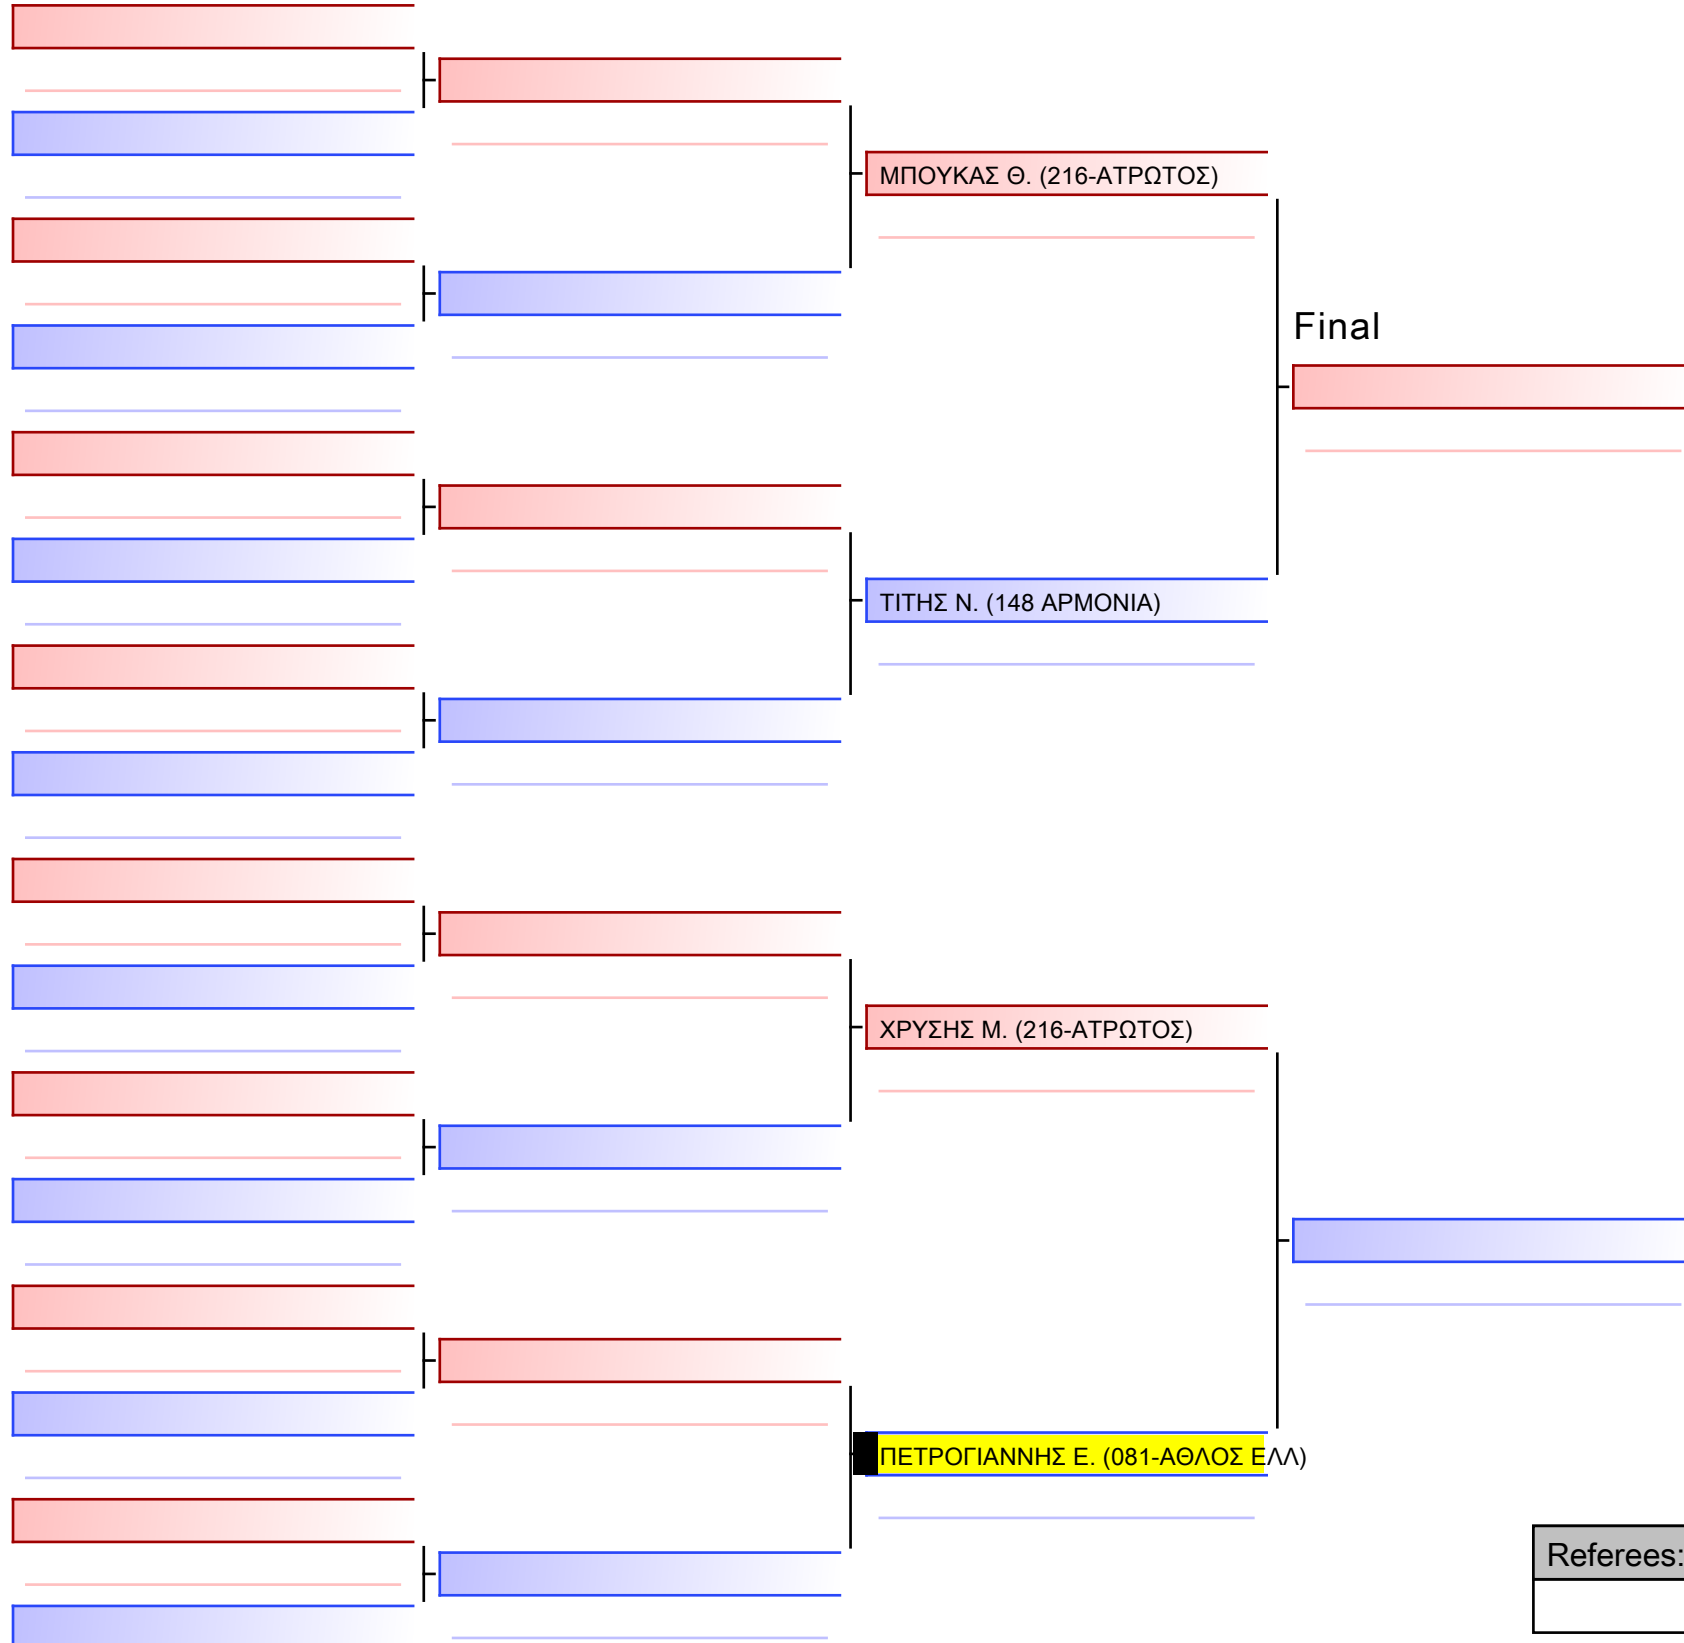 ΜΠΟΥΚΑΣ Θ. (216-ΑΤΡΩΤΟΣ)
Final
ΤΙΤΗΣ Ν. (148 ΑΡΜΟΝΙΑ)
ΧΡΥΣΗΣ Μ. (216-ΑΤΡΩΤΟΣ)
ΠΕΤΡΟΓΙΑΝΝΗΣ Ε. (081-ΑΘΛΟΣ ΕΛΛ)
Referees: